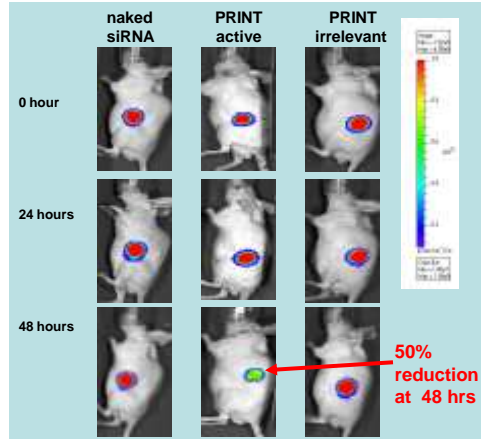 naked siRNA
PRINT active
PRINT irrelevant
0 hour
24 hours
48 hours
50%
reduction
at 48 hrs